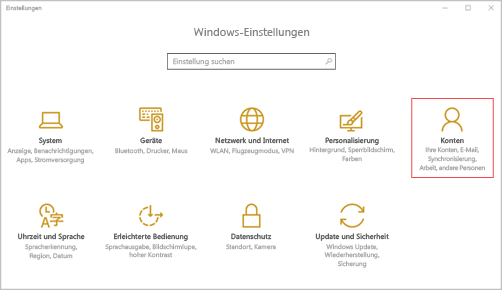 Einstellungen
Windows-Einstellungen
Einstellung suchen
System
Anzeige, Benachrichtigungen,
Apps, Stromversorgung
Geräte
Bluetooth, Drucker, Maus
Netzwerk und Internet
WLAN, Flugzeugmodus, VPN
Personalisierung
Hintergrund, Sperrbildschirm,
Farben
Konten
Ihre Konten, E-Mail,
Synchronisierung,
Arbeit, andere Personen
A字
Uhrzeit und Sprache
Spracherkennung,
Region, Datum
Erleichterte Bedienung
Sprachausgabe, Bildschirmlupe,
hoher Kontrast
Datenschutz
Standort, Kamera
Update und Sicherheit
Windows Update,
Wiederherstellung,
Sicherung